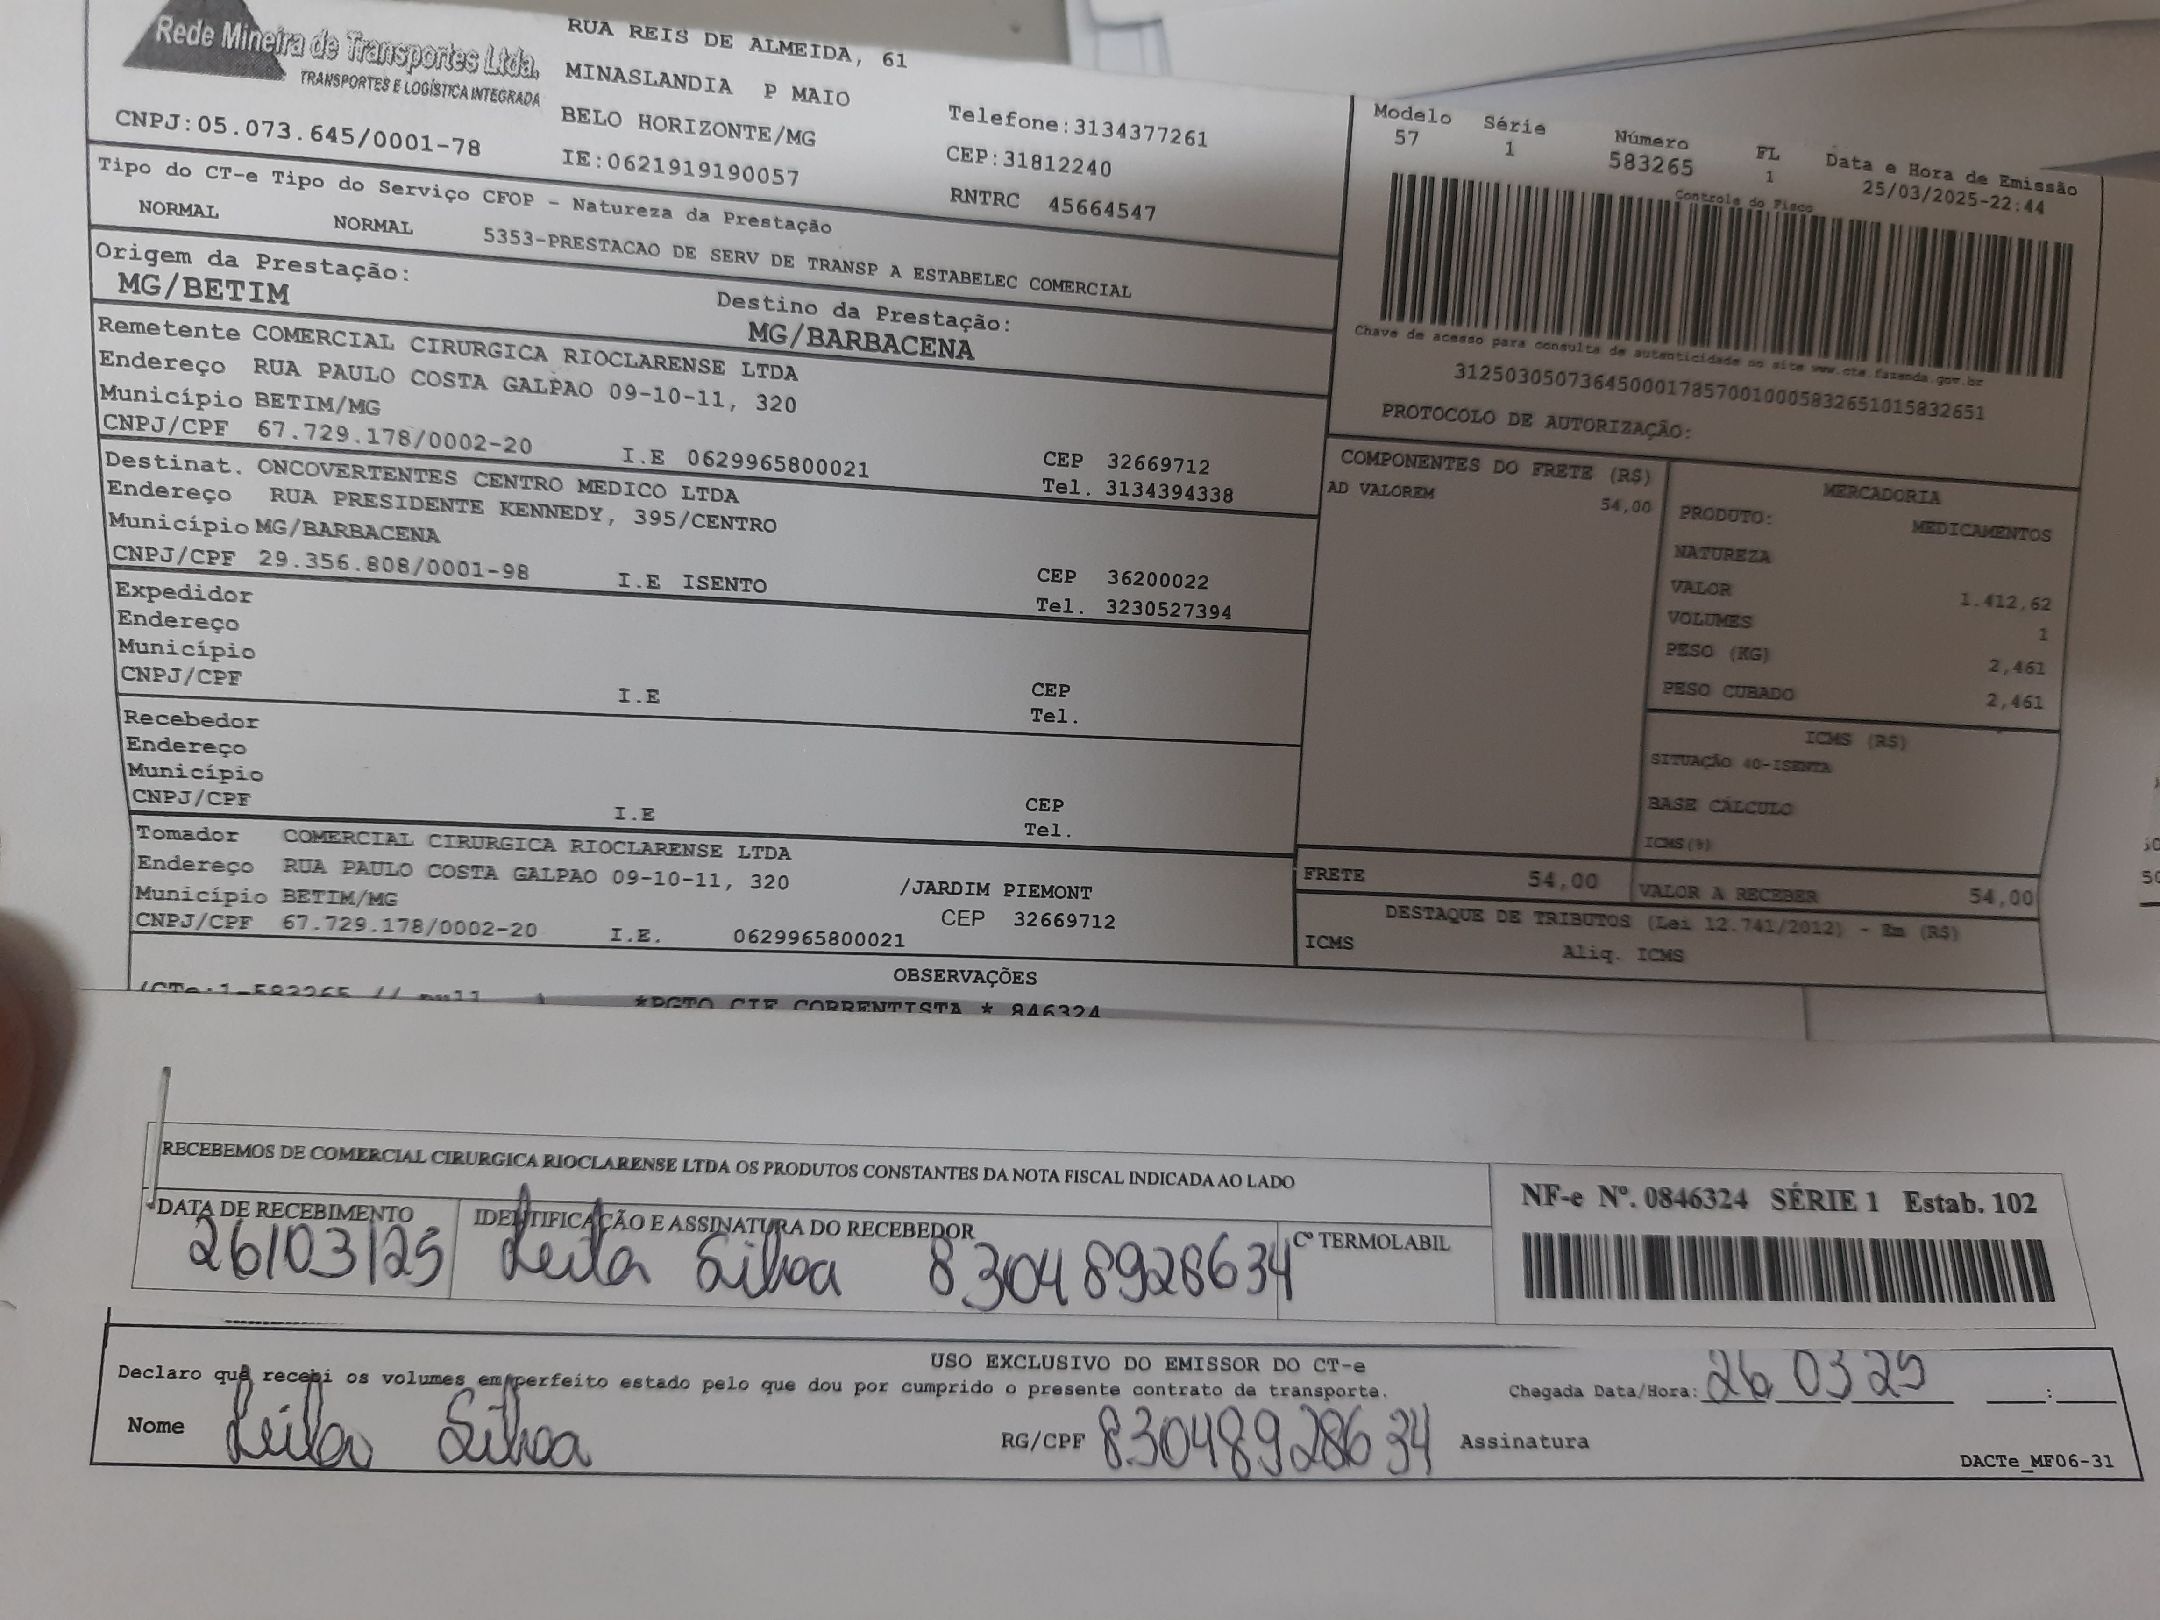 Rede Mineira de Transportes Ltda.
TRANSPORTES E LOGÍSTICA INTEGRADA
CNPJ:05.073.645/0001-78
RUA REIS DE ALMEIDA, 61
MINASLANDIA P MAIO
BELO HORIZONTE/MG
IE:0621919190057
Telefone:3134377261
CEP:31812240
RNTRC 45664547
Modelo Série Número FL Data e Hora de Emissão
57 1 583265 1 25/03/2025-22:44
Controle do Fisco
Chave de acesso para consulta de autenticidade no site www.cte.fazenda.gov.br
31250305073645000178570010005832651015832651
PROTOCOLO DE AUTORIZAÇÃO:
Tipo do CT-e Tipo do Serviço CFOP - Natureza da Prestação
NORMAL NORMAL 5353-PRESTACAO DE SERV DE TRANSP A ESTABELEC COMERCIAL
Origem da Prestação: Destino da Prestação:
MG/BETIM MG/BARBACENA
Remetente COMERCIAL CIRURGICA RIOCLARENSE LTDA
Endereço RUA PAULO COSTA GALPAO 09-10-11, 320
Município BETIM/MG CEP 32669712
CNPJ/CPF 67.729.178/0002-20 I.E 0629965800021 Tel. 3134394338
Destinat. ONCOVERTENTES CENTRO MEDICO LTDA
Endereço RUA PRESIDENTE KENNEDY, 395/CENTRO
Município MG/BARBACENA CEP 36200022
CNPJ/CPF 29.356.808/0001-98 I.E ISENTO Tel. 3230527394
Expedidor
Endereço
Município CEP
CNPJ/CPF I.E Tel.
Recebedor
Endereço
Município CEP
CNPJ/CPF I.E Tel.
Tomador COMERCIAL CIRURGICA RIOCLARENSE LTDA
Endereço RUA PAULO COSTA GALPAO 09-10-11, 320 /JARDIM PIEMONT
Município BETIM/MG CEP 32669712
CNPJ/CPF 67.729.178/0002-20 I.E. 0629965800021
COMPONENTES DO FRETE (R$)
AD VALOREM 54,00
MERCADORIA
PRODUTO: MEDICAMENTOS
NATUREZA
VALOR 1.412,62
VOLUMES 1
PESO (KG) 2,461
PESO CUBADO 2,461
ICMS (R$)
SITUAÇÃO 40-ISENTA
BASE CÁLCULO
ICMS(%)
FRETE 54,00 VALOR A RECEBER 54,00
DESTAQUE DE TRIBUTOS (Lei 12.741/2012) - Em (R$)
ICMS Aliq. ICMS
OBSERVAÇÕES
(CTe:1-583265 // null *PGTO CIF CORRENTISTA * 846324
RECEBEMOS DE COMERCIAL CIRURGICA RIOCLARENSE LTDA OS PRODUTOS CONSTANTES DA NOTA FISCAL INDICADA AO LADO
DATA DE RECEBIMENTO IDENTIFICAÇÃO E ASSINATURA DO RECEBEDOR Cº TERMOLABIL
26/03/25 Leila Silva 83048928634
NF-e Nº. 0846324 SÉRIE 1 Estab. 102
USO EXCLUSIVO DO EMISSOR DO CT-e
Declaro que recebi os volumes em perfeito estado pelo que dou por cumprido o presente contrato de transporte.
Chegada Data/Hora: 26 03 25 :
Nome Leila Silva RG/CPF 83048928634 Assinatura
DACTe_MF06-31